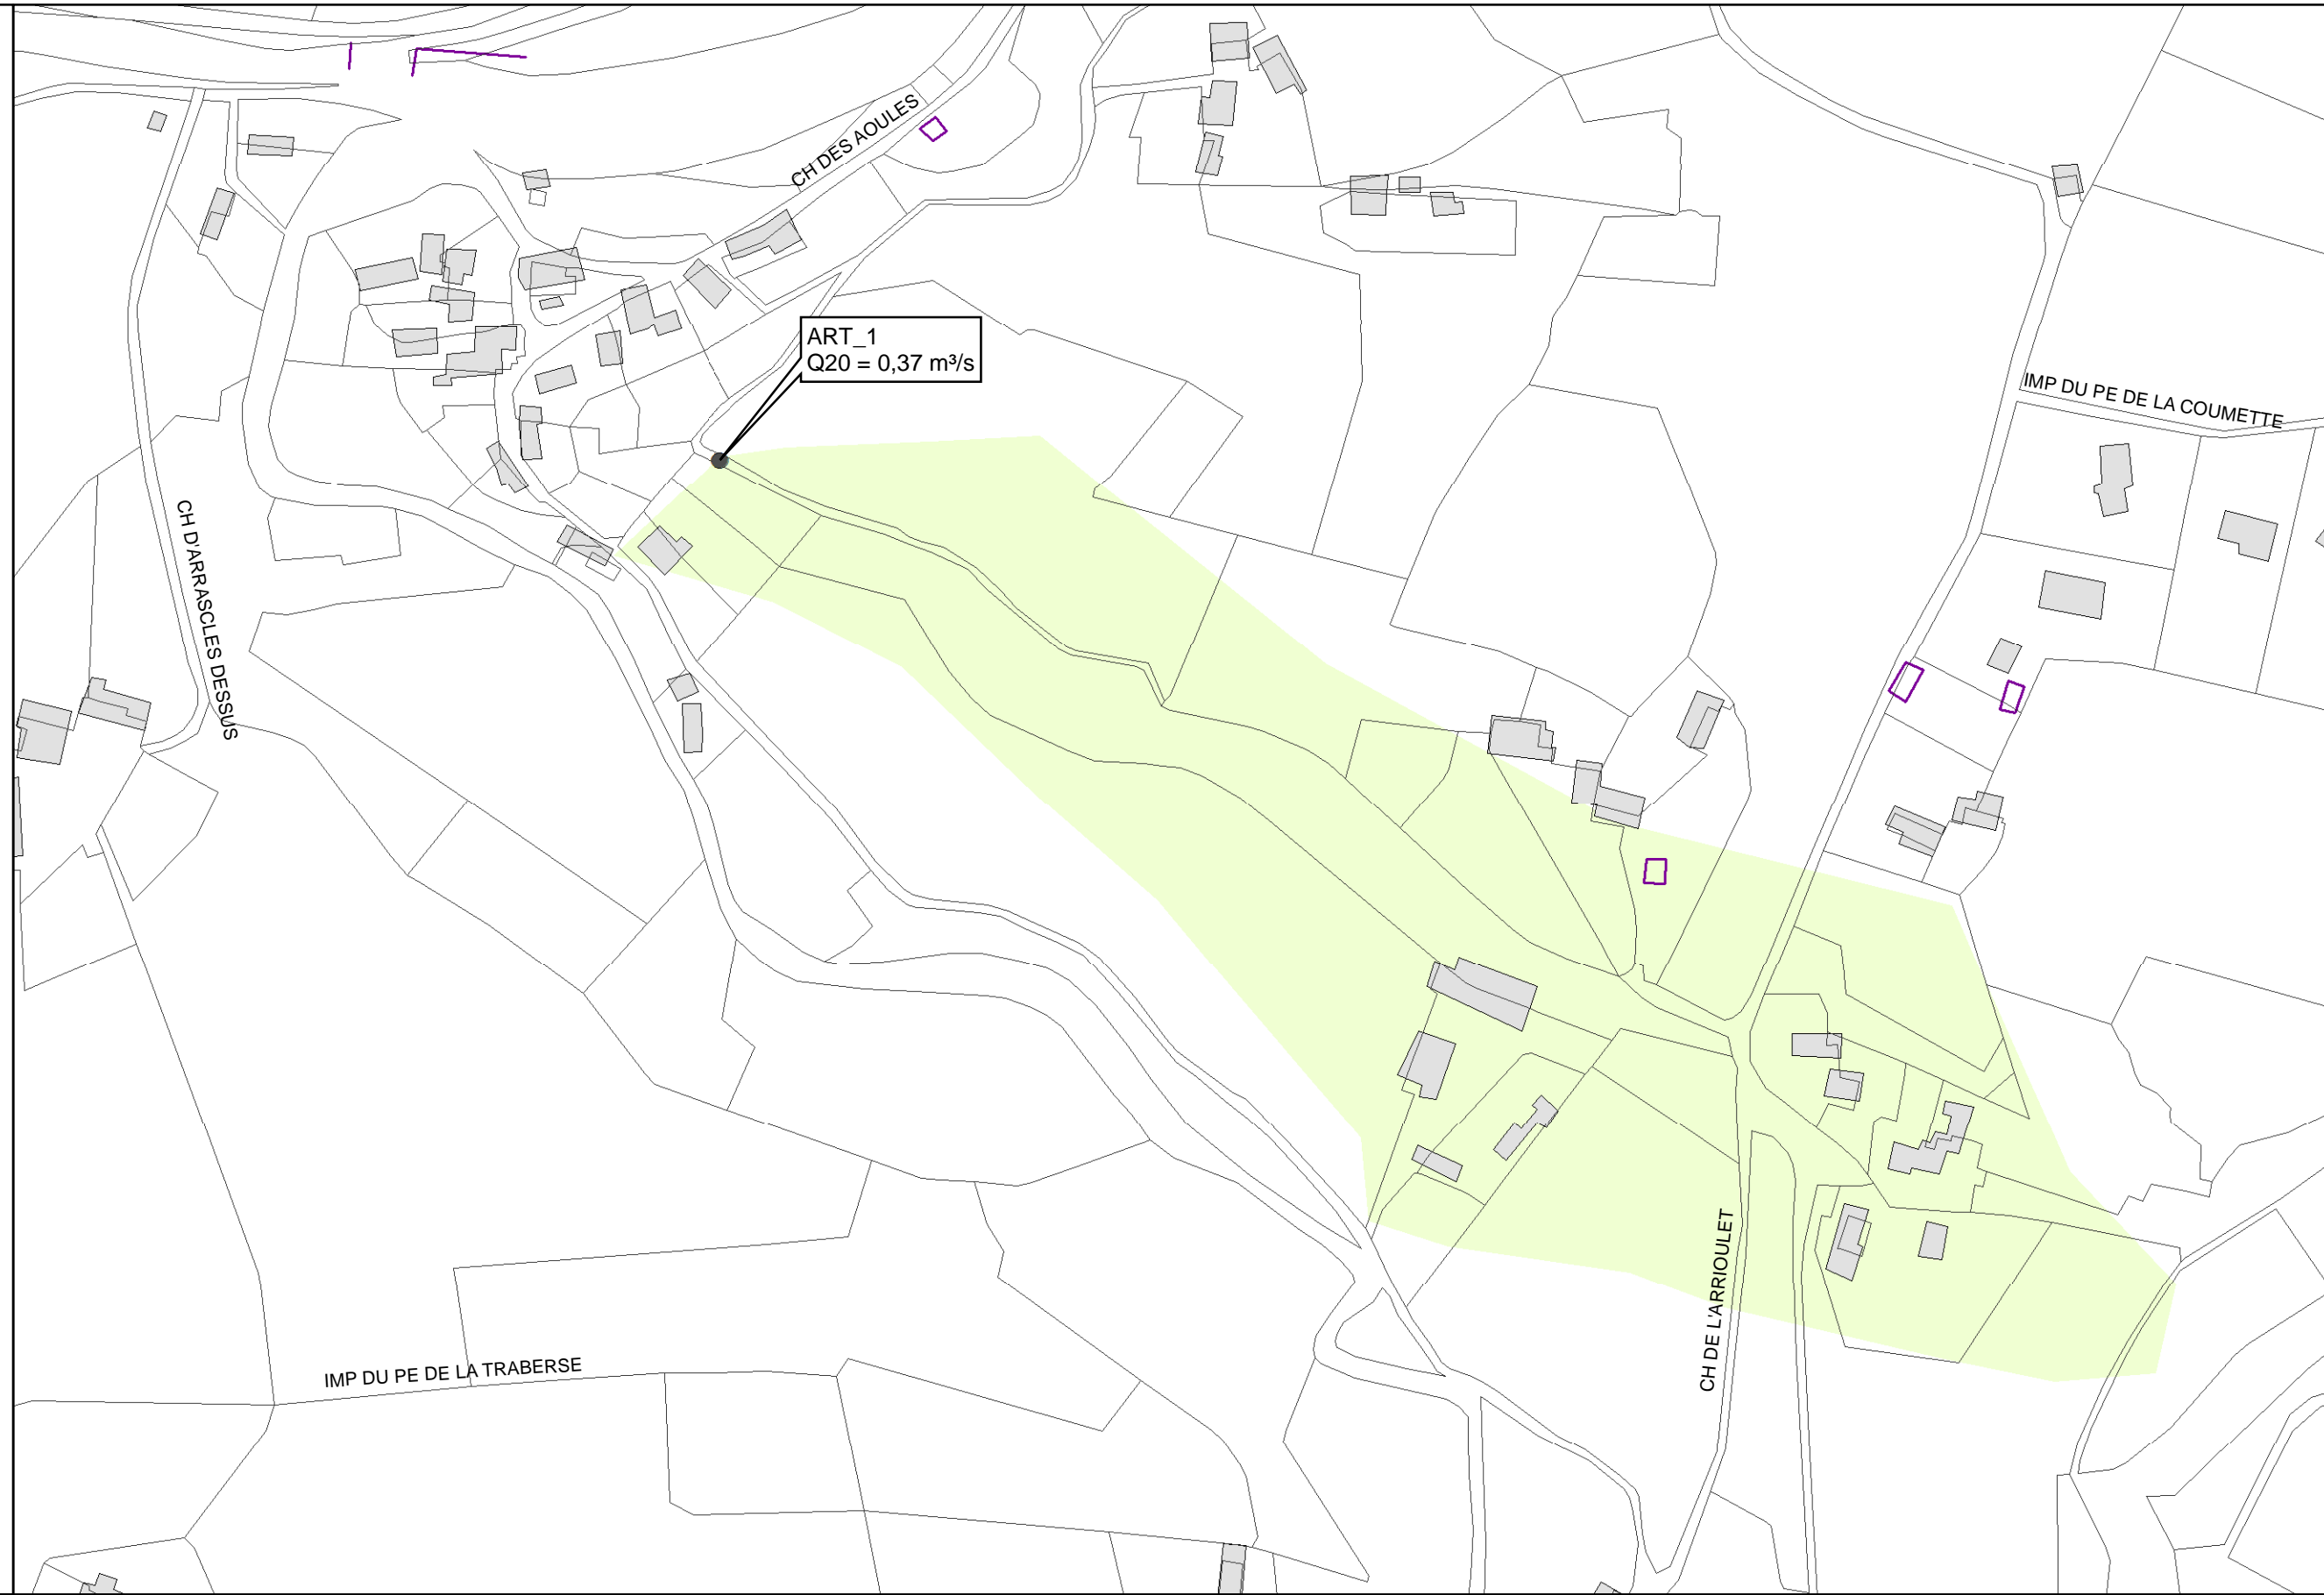 CH DES AOULES
ART_1
Q20 = 0,37 m³/s
IMP DU PE DE LA COUMETTE
CH D'ARRASCLES DESSUS
CH DE L'ARRIOULET
IMP DU PE DE LA TRABERSE